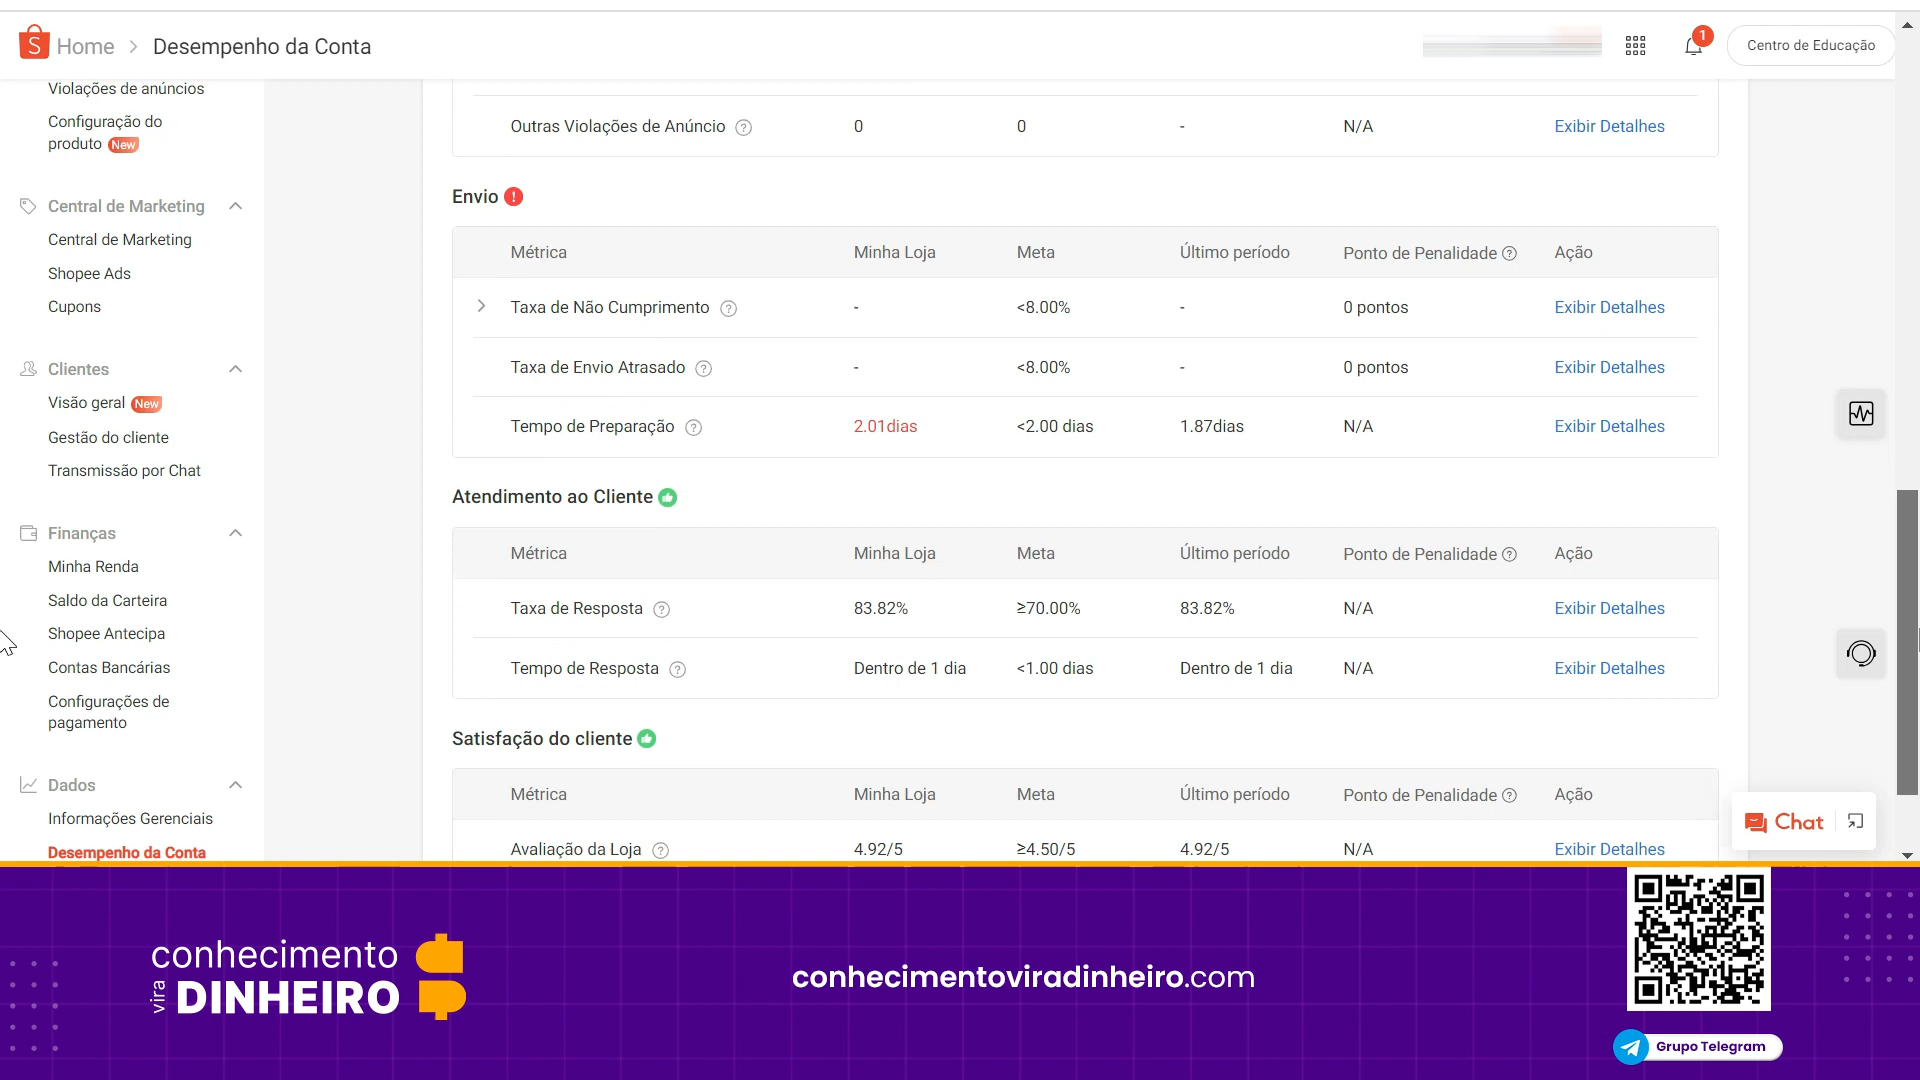 Home > Desempenho da Conta
1
Centro de Educação
Violações de anúncios
Configuração do
produto New
Central de Marketing
Central de Marketing
Shopee Ads
Cupons
Clientes
Visão geral New
Gestão do cliente
Transmissão por Chat
Finanças
Minha Renda
Saldo da Carteira
Shopee Antecipa
Contas Bancárias
Configurações de
pagamento
Dados
Informações Gerenciais
Desempenho da Conta
Outras Violações de Anúncio ? 0 0 - N/A Exibir Detalhes
Envio !
Métrica Minha Loja Meta Último período Ponto de Penalidade ? Ação
Taxa de Não Cumprimento ? - <8.00% - 0 pontos Exibir Detalhes
Taxa de Envio Atrasado ? - <8.00% - 0 pontos Exibir Detalhes
Tempo de Preparação ? 2.01dias <2.00 dias 1.87dias N/A Exibir Detalhes
Atendimento ao Cliente
Métrica Minha Loja Meta Último período Ponto de Penalidade ? Ação
Taxa de Resposta ? 83.82% ≥70.00% 83.82% N/A Exibir Detalhes
Tempo de Resposta ? Dentro de 1 dia <1.00 dias Dentro de 1 dia N/A Exibir Detalhes
Satisfação do cliente
Métrica Minha Loja Meta Último período Ponto de Penalidade ? Ação
Avaliação da Loja ? 4.92/5 ≥4.50/5 4.92/5 N/A Exibir Detalhes
Chat
conhecimento
vira DINHEIRO
conhecimentoviradinheiro.com
Grupo Telegram